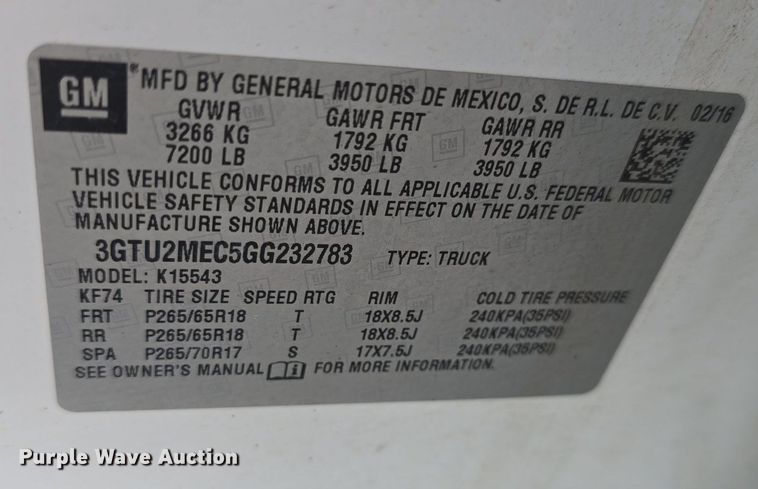 GM
® MFD BY GENERAL MOTORS DE MEXICO, S. DE R.L. DE C.V. 02/16
GVWR GAWR FRT GAWR RR
3266 KG 1792 KG 1792 KG
7200 LB 3950 LB 3950 LB
THIS VEHICLE CONFORMS TO ALL APPLICABLE U.S. FEDERAL MOTOR
VEHICLE SAFETY STANDARDS IN EFFECT ON THE DATE OF
MANUFACTURE SHOWN ABOVE.
3GTU2MEC5GG232783 TYPE: TRUCK
MODEL: K15543
KF74 TIRE SIZE SPEED RTG RIM COLD TIRE PRESSURE
FRT P265/65R18 T 18X8.5J 240KPA(35PSI)
RR P265/65R18 T 18X8.5J 240KPA(35PSI)
SPA P265/70R17 S 17X7.5J 240KPA(35PSI)
SEE OWNER'S MANUAL i FOR MORE INFORMATION.
Purple Wave Auction